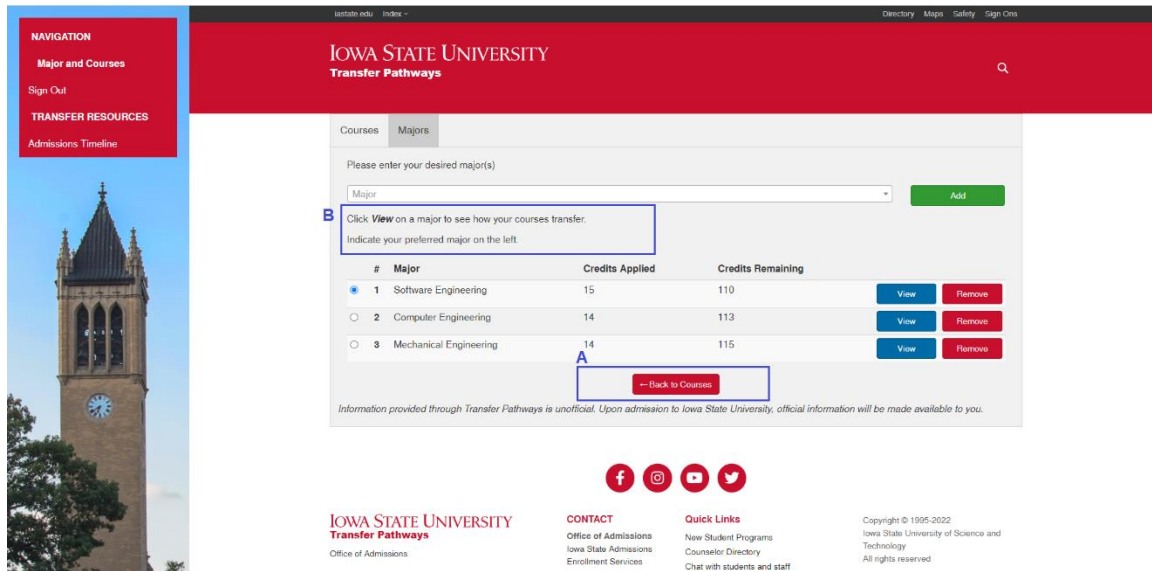 iastate.edu Index
Directory Maps Safety Sign Ons
NAVIGATION
Major and Courses
Sign Out
TRANSFER RESOURCES
Admissions Timeline
IOWA STATE UNIVERSITY
Transfer Pathways
Courses Majors
Please enter your desired major(s)
Major
Add
B
Click View on a major to see how your courses transfer.
Indicate your preferred major on the left.
# Major Credits Applied Credits Remaining
1 Software Engineering 15 110 View Remove
2 Computer Engineering 14 113 View Remove
3 Mechanical Engineering 14 115 View Remove
A
←Back to Courses
Information provided through Transfer Pathways is unofficial. Upon admission to Iowa State University, official information will be made available to you.
IOWA STATE UNIVERSITY
Transfer Pathways
Office of Admissions
CONTACT
Office of Admissions
Iowa State Admissions
Enrollment Services
Quick Links
New Student Programs
Counselor Directory
Chat with students and staff
Copyright © 1995-2022
Iowa State University of Science and
Technology
All rights reserved